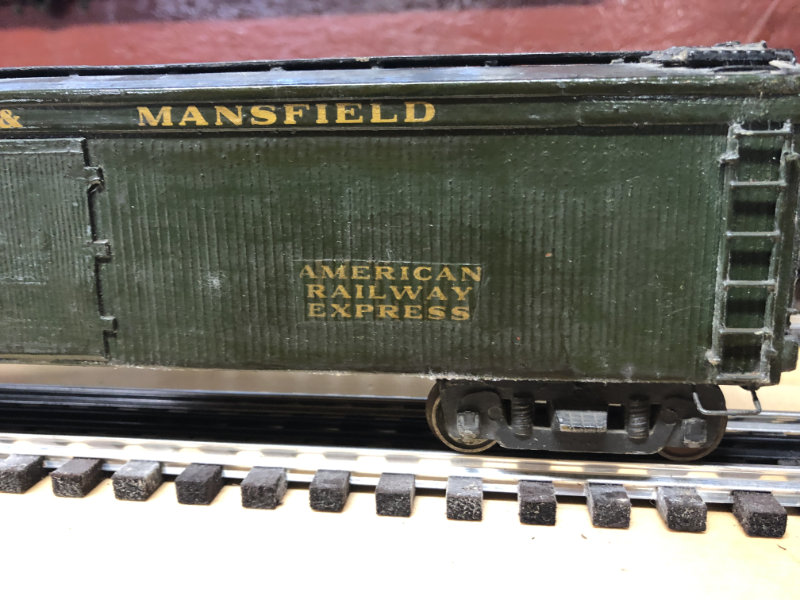 & MANSFIELD
AMERICAN
RAILWAY
EXPRESS